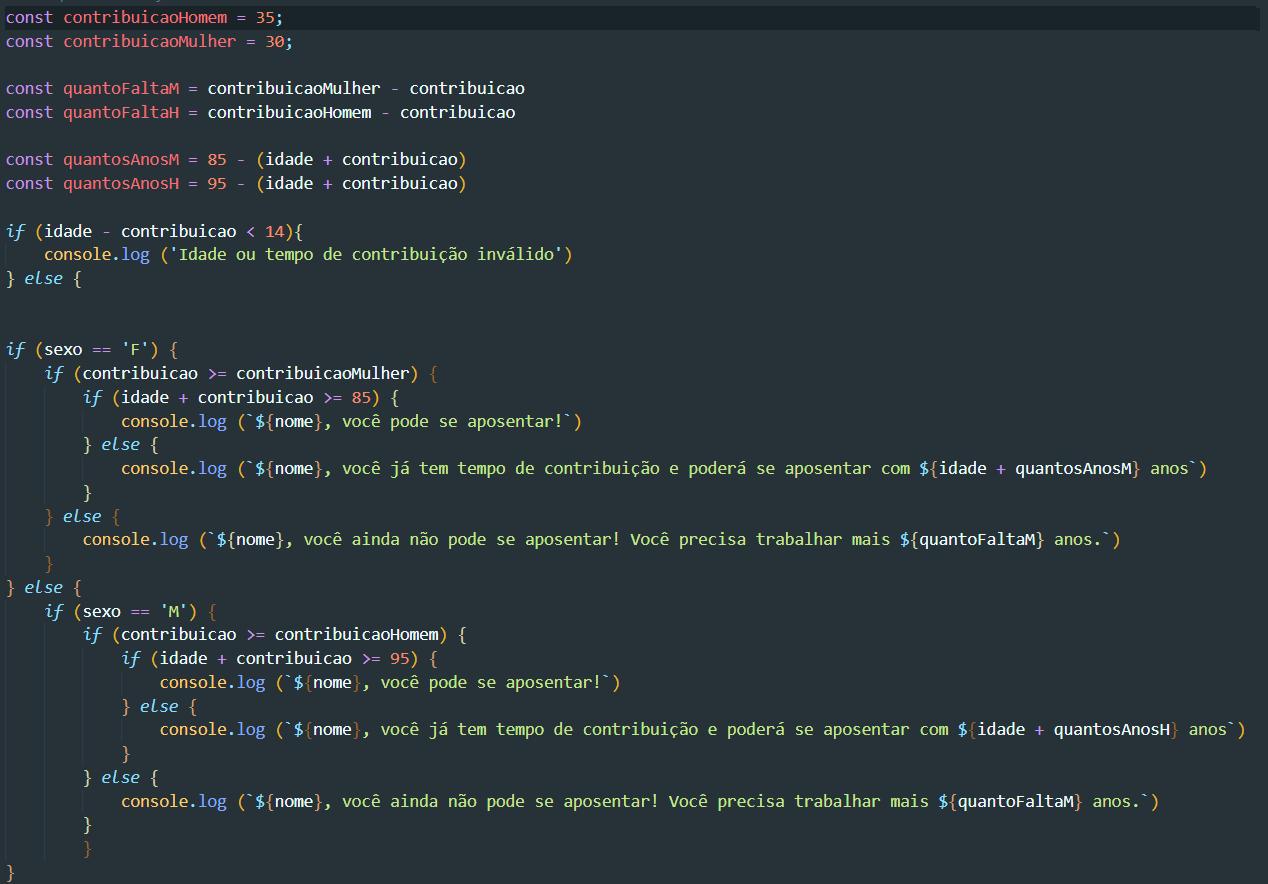 const contribuicaoHomem = 35;
const contribuicaoMulher = 30;
const quantoFaltaM = contribuicaoMulher - contribuicao
const quantoFaltaH = contribuicaoHomem - contribuicao
const quantosAnosM = 85 - (idade + contribuicao)
const quantosAnosH = 95 - (idade + contribuicao)
if (idade - contribuicao < 14){
    console.log ('Idade ou tempo de contribuição inválido')
} else {
if (sexo == 'F') {
    if (contribuicao >= contribuicaoMulher) {
        if (idade + contribuicao >= 85) {
            console.log (`${nome}, você pode se aposentar!`)
        } else {
            console.log (`${nome}, você já tem tempo de contribuição e poderá se aposentar com ${idade + quantosAnosM} anos`)
        }
    } else {
        console.log (`${nome}, você ainda não pode se aposentar! Você precisa trabalhar mais ${quantoFaltaM} anos.`)
    }
} else {
    if (sexo == 'M') {
        if (contribuicao >= contribuicaoHomem) {
            if (idade + contribuicao >= 95) {
                console.log (`${nome}, você pode se aposentar!`)
            } else {
                console.log (`${nome}, você já tem tempo de contribuição e poderá se aposentar com ${idade + quantosAnosH} anos`)
            }
        } else {
            console.log (`${nome}, você ainda não pode se aposentar! Você precisa trabalhar mais ${quantoFaltaM} anos.`)
        }
        }
}